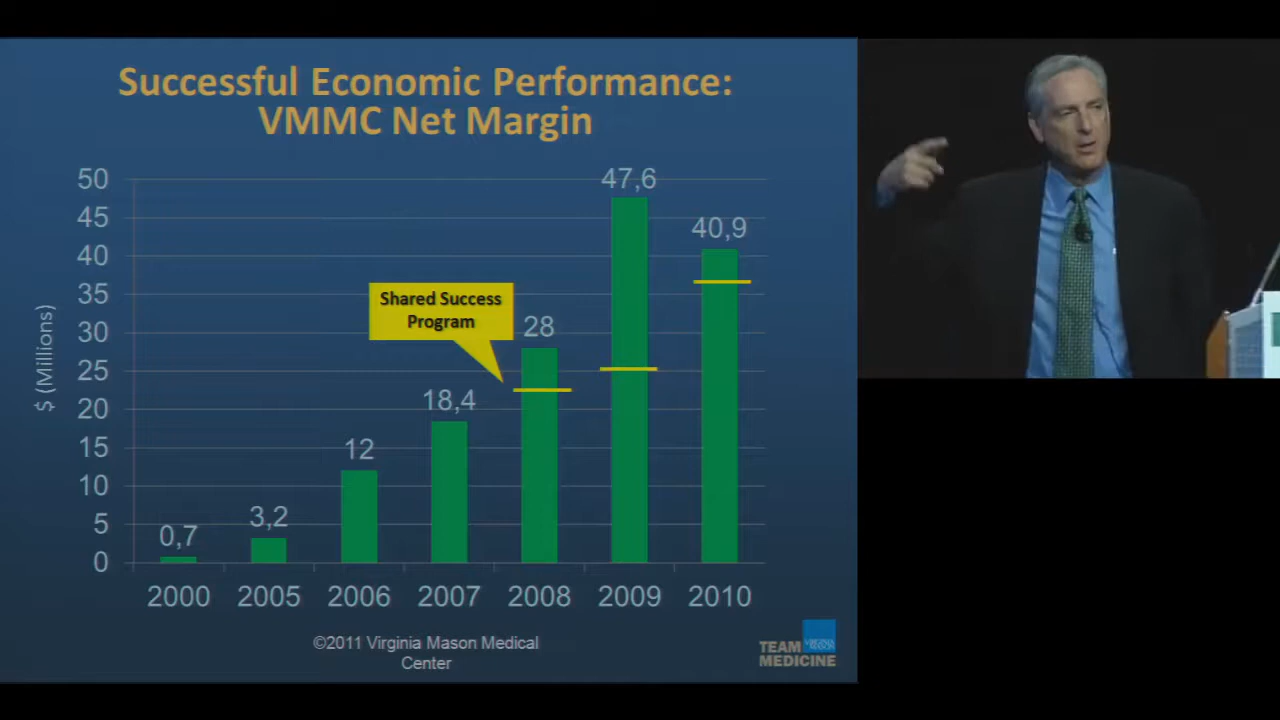 Successful Economic Performance:
VMMC Net Margin
$ (Millions)
50
45
40
35
30
25
20
15
10
5
0
0,7
3,2
12
18,4
28
47,6
40,9
Shared Success
Program
2000 2005 2006 2007 2008 2009 2010
©2011 Virginia Mason Medical
Center
VIRGINIA
MASON
TEAM
MEDICINE